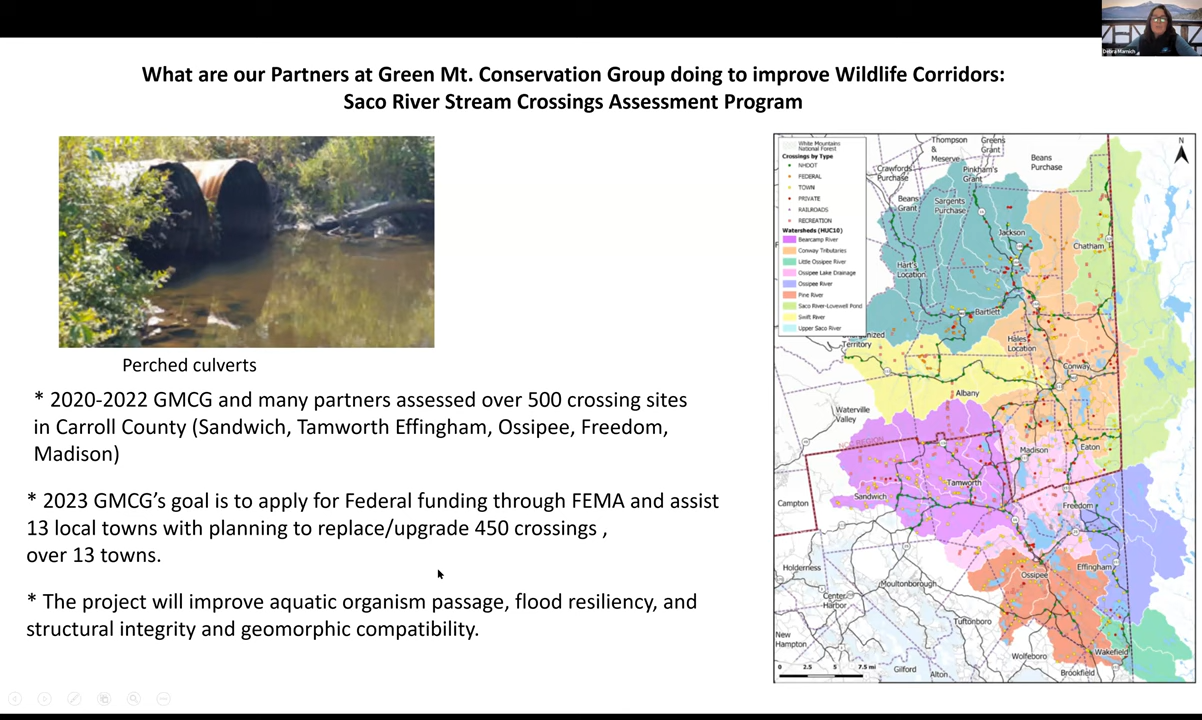 Debra Marnich
What are our Partners at Green Mt. Conservation Group doing to improve Wildlife Corridors:
Saco River Stream Crossings Assessment Program
Perched culverts
* 2020-2022 GMCG and many partners assessed over 500 crossing sites
in Carroll County (Sandwich, Tamworth Effingham, Ossipee, Freedom,
Madison)
* 2023 GMCG's goal is to apply for Federal funding through FEMA and assist
13 local towns with planning to replace/upgrade 450 crossings ,
over 13 towns.
* The project will improve aquatic organism passage, flood resiliency, and
structural integrity and geomorphic compatibility.
White Mountains
National Forest
Crossings by Type
NHDOT
FEDERAL
TOWN
PRIVATE
RAILROADS
RECREATION
Watersheds (HUC10)
Bearcamp River
Conway Tributaries
Little Ossipee River
Ossipee Lake Drainage
Ossipee River
Pine River
Saco River-Lovewell Pond
Swift River
Upper Saco River
Thompson
&
Meserve
Greens
Grant
Beans
Purchase
N
Crawfords
Purchase
Pinkham's
Grant
Beans
Grant
Sargents
Purchase
Jackson
Chatham
Hart's
Location
Bartlett
Territory
Hales
Location
Conway
Albany
Waterville
Valley
Madison
Eaton
Tamworth
Sandwich
Campton
Freedom
Holderness
Ossipee
Effingham
Moultonborough
Center
Harbor
Tuftonboro
New
Hampton
Wolfeboro
Wakefield
Gilford
Alton
Brookfield
0 2.5 5 7.5 mi